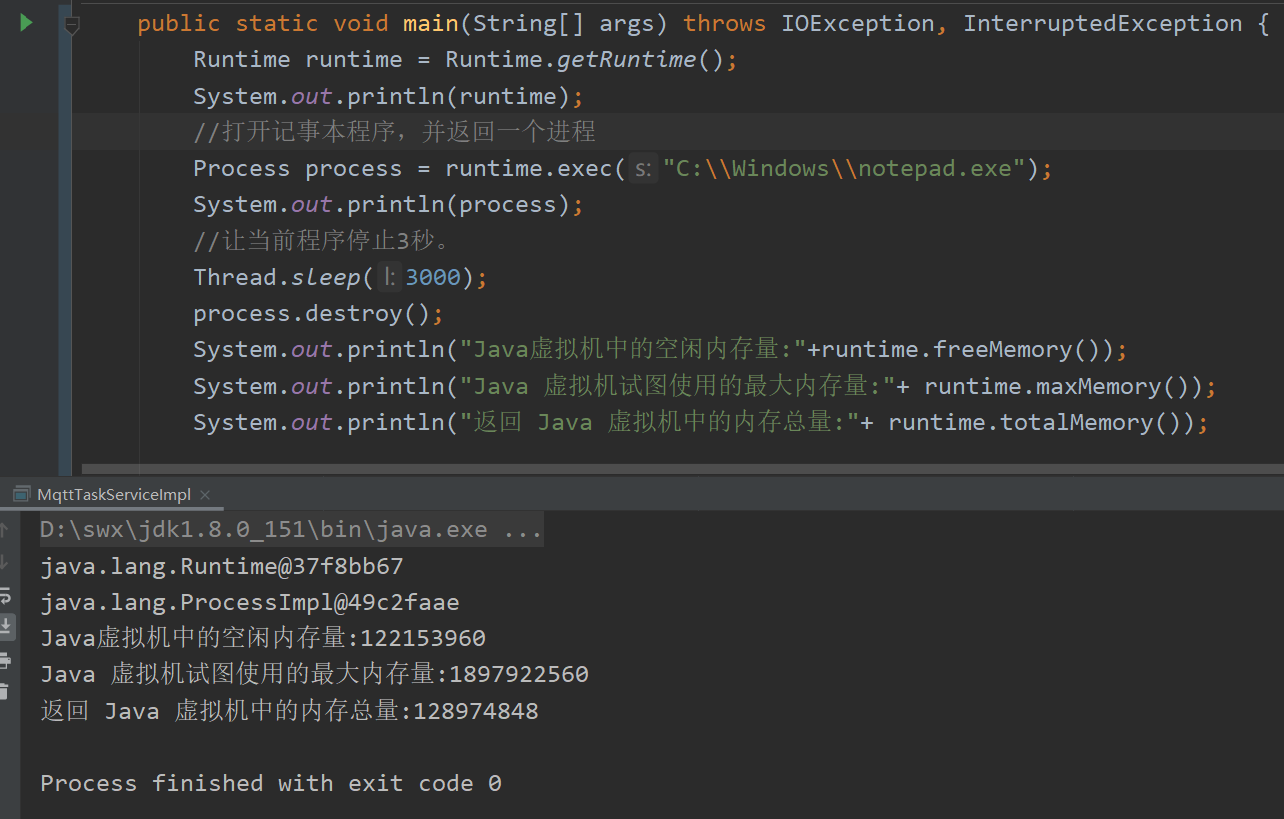 public static void main(String[] args) throws IOException, InterruptedException {
Runtime runtime = Runtime.getRuntime();
System.out.println(runtime);
//打开记事本程序，并返回一个进程
Process process = runtime.exec( s: "C:\\Windows\\notepad.exe");
System.out.println(process);
//让当前程序停止3秒。
Thread.sleep( l: 3000);
process.destroy();
System.out.println("Java虚拟机中的空闲内存量:"+runtime.freeMemory());
System.out.println("Java 虚拟机试图使用的最大内存量:"+ runtime.maxMemory());
System.out.println("返回 Java 虚拟机中的内存总量:"+ runtime.totalMemory());
MqttTaskServiceImpl ×
D:\swx\jdk1.8.0_151\bin\java.exe ...
java.lang.Runtime@37f8bb67
java.lang.ProcessImpl@49c2faae
Java虚拟机中的空闲内存量:122153960
Java 虚拟机试图使用的最大内存量:1897922560
返回 Java 虚拟机中的内存总量:128974848
Process finished with exit code 0